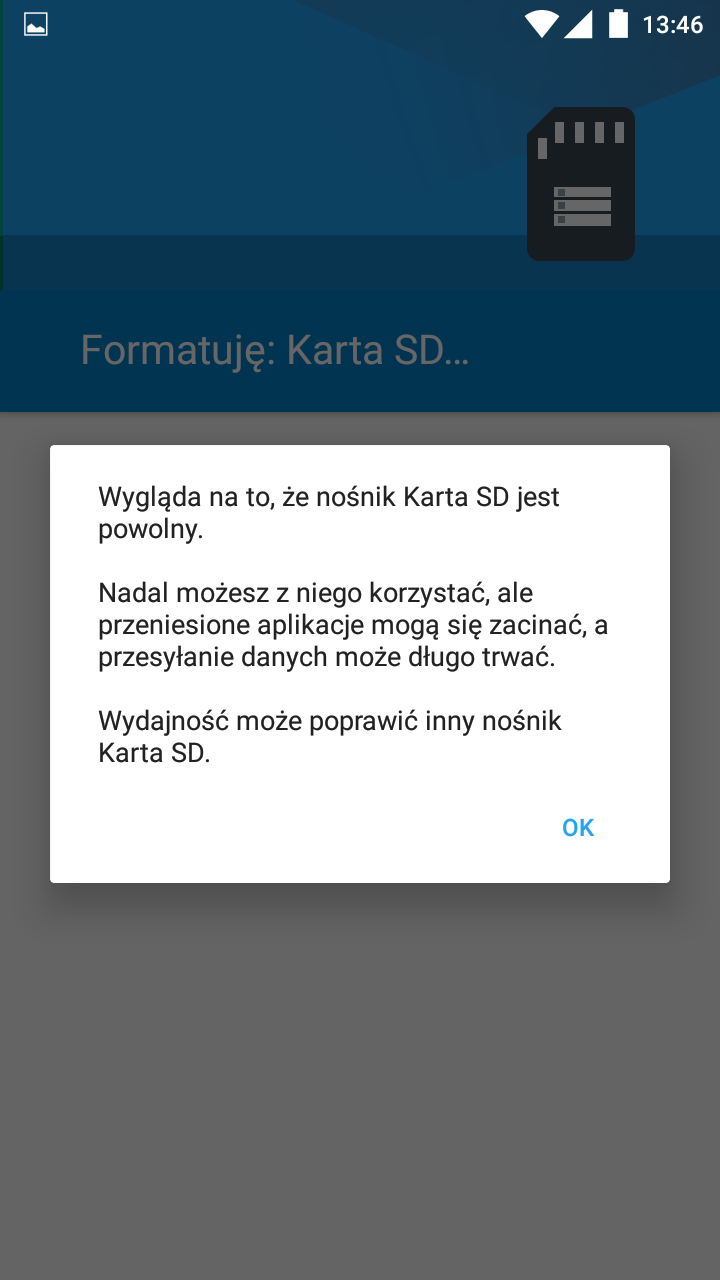 13:46
Formatuję: Karta SD...
Wygląda na to, że nośnik Karta SD jest
powolny.
Nadal możesz z niego korzystać, ale
przeniesione aplikacje mogą się zacinać, a
przesyłanie danych może długo trwać.
Wydajność może poprawić inny nośnik
Karta SD.
OK